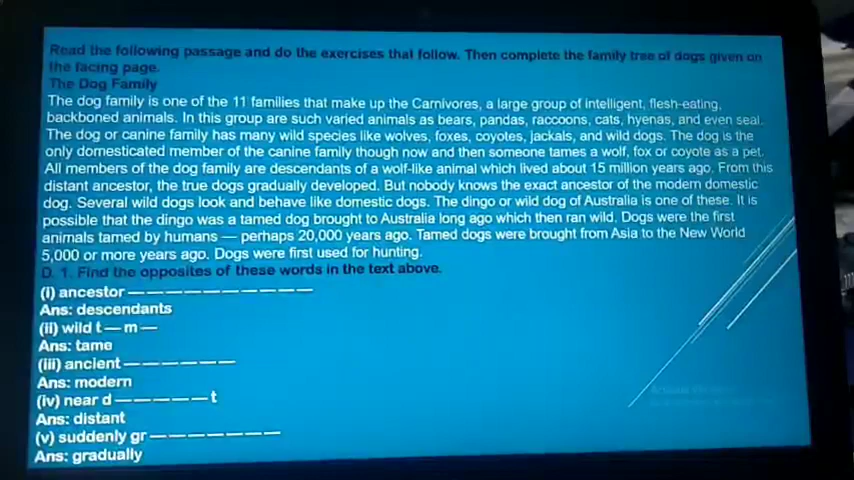 Read the following passage and do the exercises that follow. Then complete the family tree of dogs given on
the facing page.
The Dog Family
The dog family is one of the 11 families that make up the Carnivores, a large group of intelligent, flesh-eating,
backboned animals. In this group are such varied animals as bears, pandas, raccoons, cats, hyenas, and even seal.
The dog or canine family has many wild species like wolves, foxes, coyotes, jackals, and wild dogs. The dog is the
only domesticated member of the canine family though now and then someone tames a wolf, fox or coyote as a pet.
All members of the dog family are descendants of a wolf-like animal which lived about 15 million years ago. From this
distant ancestor, the true dogs gradually developed. But nobody knows the exact ancestor of the modern domestic
dog. Several wild dogs look and behave like domestic dogs. The dingo or wild dog of Australia is one of these. It is
possible that the dingo was a tamed dog brought to Australia long ago which then ran wild. Dogs were the first
animals tamed by humans — perhaps 20,000 years ago. Tamed dogs were brought from Asia to the New World
5,000 or more years ago. Dogs were first used for hunting.
D. 1. Find the opposites of these words in the text above.
(i) ancestor — — — — — — — — — —
Ans: descendants
(ii) wild t — m —
Ans: tame
(iii) ancient — — — — — —
Ans: modern
(iv) near d — — — — — t
Ans: distant
(v) suddenly gr — — — — — — —
Ans: gradually